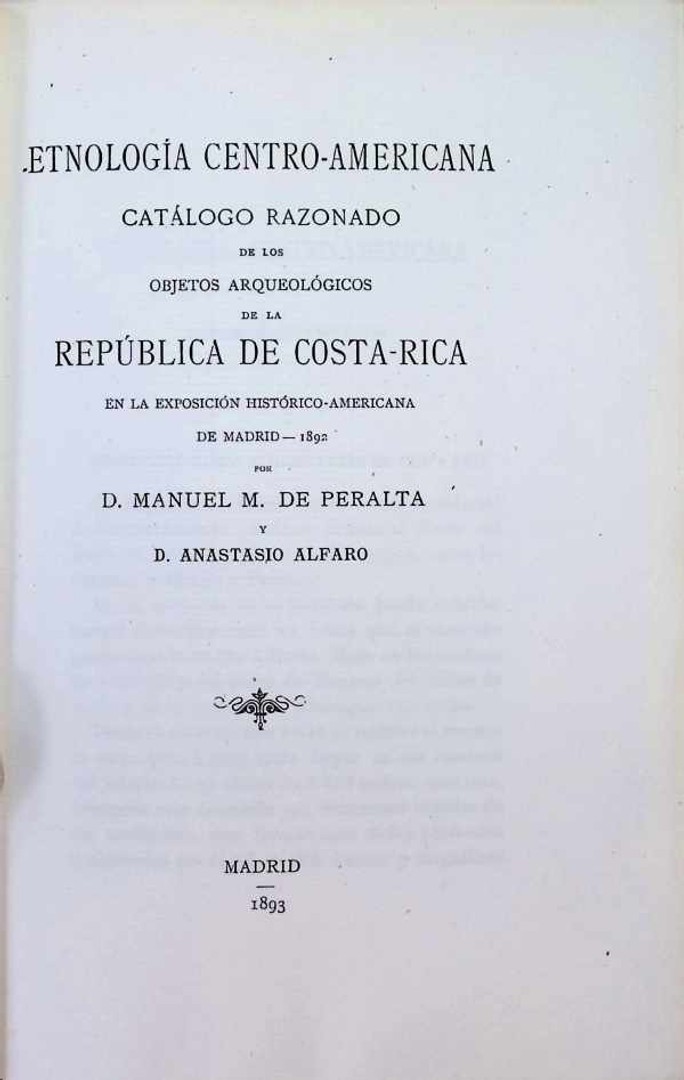 ETNOLOGÍA CENTRO-AMERICANA
CATÁLOGO RAZONADO
DE LOS
OBJETOS ARQUEOLÓGICOS
DE LA
REPÚBLICA DE COSTA-RICA
EN LA EXPOSICIÓN HISTÓRICO-AMERICANA
DE MADRID — 1892
POR
D. MANUEL M. DE PERALTA
Y
D. ANASTASIO ALFARO
MADRID
1893